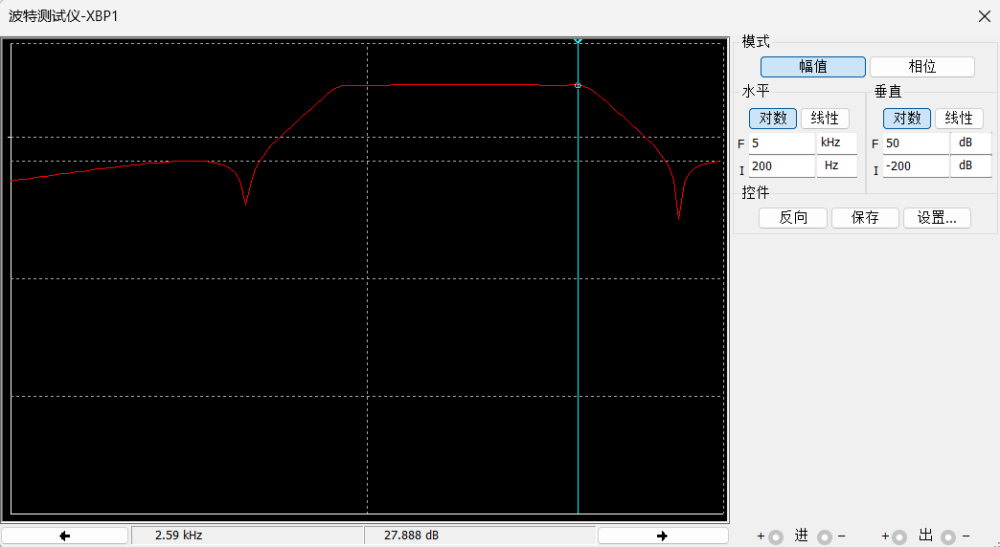 波特测试仪-XBP1
模式
幅值 相位
水平 垂直
对数 线性 对数 线性
F 5 kHz F 50 dB
I 200 Hz I -200 dB
控件
反向 保存 设置...
2.59 kHz 27.888 dB + 进 − + 出 −